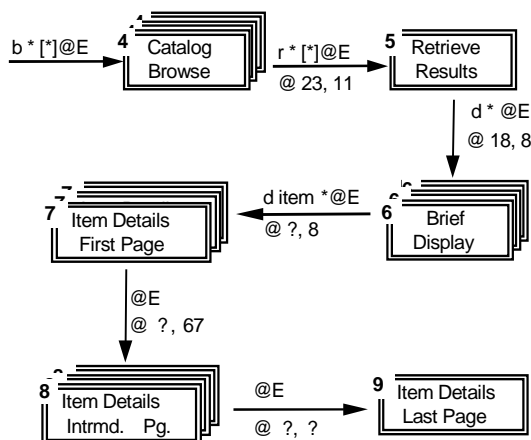 b * [*]@E
4
Catalog
Browse
r * [*]@E
@ 23, 11
5
Retrieve
Results
d * @E
@ 18, 8
6
Brief
Display
d item *@E
@ ?, 8
7
Item Details
First Page
@E
@ ?, 67
8
Item Details
Intrmd. Pg.
@E
@ ?, ?
9
Item Details
Last Page